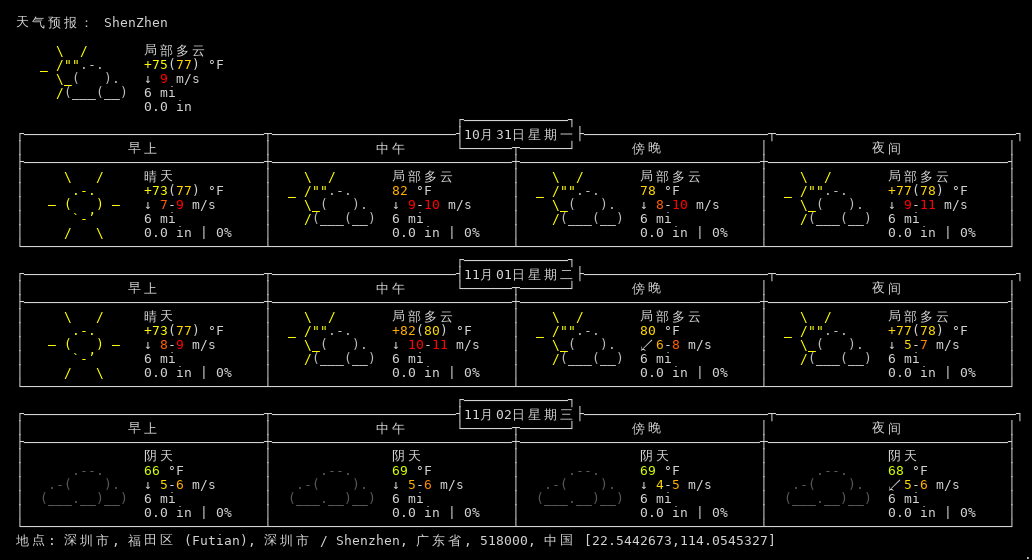 天气预报： ShenZhen
局部多云
+75(77) °F
↓ 9 m/s
6 mi
0.0 in
10月31日星期一
早上 中午 傍晚 夜间
晴天 局部多云 局部多云 局部多云
+73(77) °F 82 °F 78 °F +77(78) °F
↓ 7-9 m/s ↓ 9-10 m/s ↓ 8-10 m/s ↓ 9-11 m/s
6 mi 6 mi 6 mi 6 mi
0.0 in | 0% 0.0 in | 0% 0.0 in | 0% 0.0 in | 0%
11月01日星期二
早上 中午 傍晚 夜间
晴天 局部多云 局部多云 局部多云
+73(77) °F +82(80) °F 80 °F +77(78) °F
↓ 8-9 m/s ↓ 10-11 m/s ↙ 6-8 m/s ↓ 5-7 m/s
6 mi 6 mi 6 mi 6 mi
0.0 in | 0% 0.0 in | 0% 0.0 in | 0% 0.0 in | 0%
11月02日星期三
早上 中午 傍晚 夜间
阴天 阴天 阴天 阴天
66 °F 69 °F 69 °F 68 °F
↓ 5-6 m/s ↓ 5-6 m/s ↓ 4-5 m/s ↙ 5-6 m/s
6 mi 6 mi 6 mi 6 mi
0.0 in | 0% 0.0 in | 0% 0.0 in | 0% 0.0 in | 0%
地点: 深圳市, 福田区 (Futian), 深圳市 / Shenzhen, 广东省, 518000, 中国 [22.5442673,114.0545327]